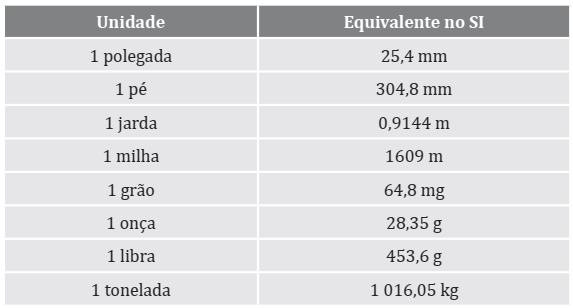 Unidade Equivalente no SI
1 polegada 25,4 mm
1 pé 304,8 mm
1 jarda 0,9144 m
1 milha 1609 m
1 grão 64,8 mg
1 onça 28,35 g
1 libra 453,6 g
1 tonelada 1 016,05 kg